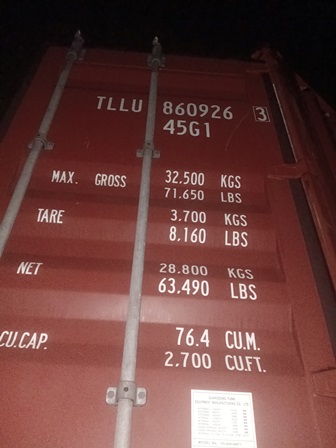 TLLU 860926 3
45G1
MAX. GROSS 32.500 KGS
71.650 LBS
TARE 3.700 KGS
8.160 LBS
NET 28.800 KGS
63.490 LBS
CU.CAP. 76.4 CU.M.
2.700 CU.FT.